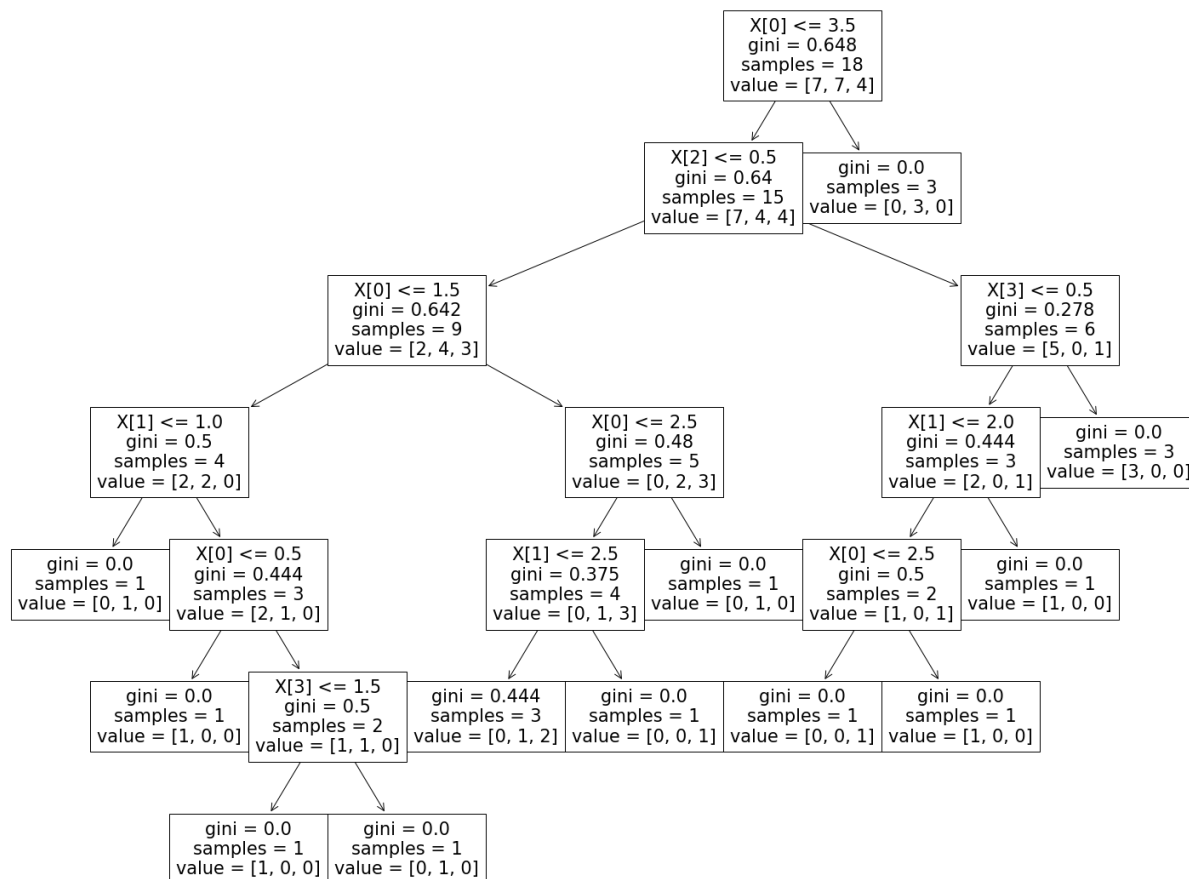 X[0] <= 3.5
gini = 0.648
samples = 18
value = [7, 7, 4]
X[2] <= 0.5
gini = 0.64
samples = 15
value = [7, 4, 4]
gini = 0.0
samples = 3
value = [0, 3, 0]
X[0] <= 1.5
gini = 0.642
samples = 9
value = [2, 4, 3]
X[3] <= 0.5
gini = 0.278
samples = 6
value = [5, 0, 1]
X[1] <= 1.0
gini = 0.5
samples = 4
value = [2, 2, 0]
X[0] <= 2.5
gini = 0.48
samples = 5
value = [0, 2, 3]
X[1] <= 2.0
gini = 0.444
samples = 3
value = [2, 0, 1]
gini = 0.0
samples = 3
value = [3, 0, 0]
gini = 0.0
samples = 1
value = [0, 1, 0]
X[0] <= 0.5
gini = 0.444
samples = 3
value = [2, 1, 0]
X[1] <= 2.5
gini = 0.375
samples = 4
value = [0, 1, 3]
gini = 0.0
samples = 1
value = [0, 1, 0]
X[0] <= 2.5
gini = 0.5
samples = 2
value = [1, 0, 1]
gini = 0.0
samples = 1
value = [1, 0, 0]
gini = 0.0
samples = 1
value = [1, 0, 0]
X[3] <= 1.5
gini = 0.5
samples = 2
value = [1, 1, 0]
gini = 0.444
samples = 3
value = [0, 1, 2]
gini = 0.0
samples = 1
value = [0, 0, 1]
gini = 0.0
samples = 1
value = [0, 0, 1]
gini = 0.0
samples = 1
value = [1, 0, 0]
gini = 0.0
samples = 1
value = [1, 0, 0]
gini = 0.0
samples = 1
value = [0, 1, 0]